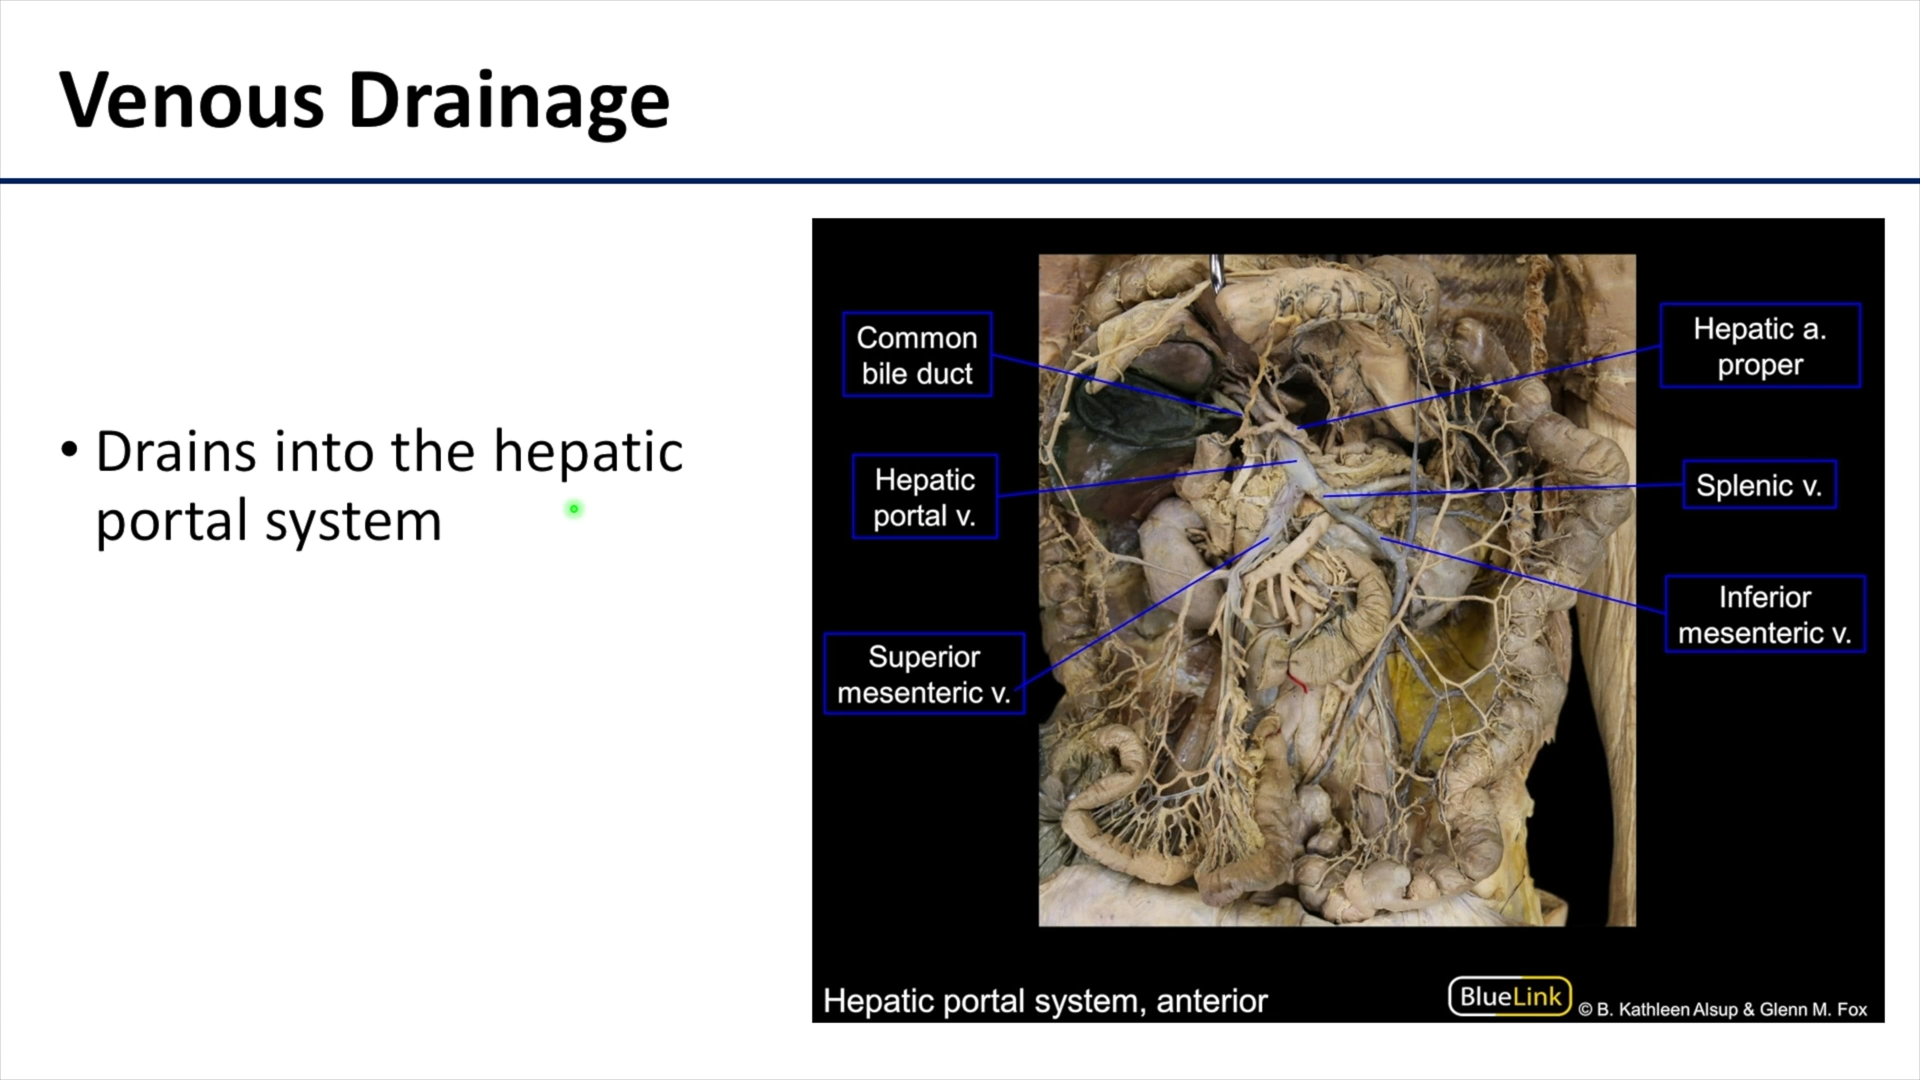 Venous Drainage
• Drains into the hepatic
portal system
Common
bile duct
Hepatic
portal v.
Superior
mesenteric v.
Hepatic a.
proper
Splenic v.
Inferior
mesenteric v.
Hepatic portal system, anterior
BlueLink
© B. Kathleen Alsup & Glenn M. Fox